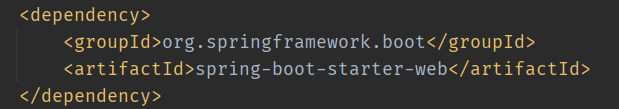 <dependency>
    <groupId>org.springframework.boot</groupId>
    <artifactId>spring-boot-starter-web</artifactId>
</dependency>